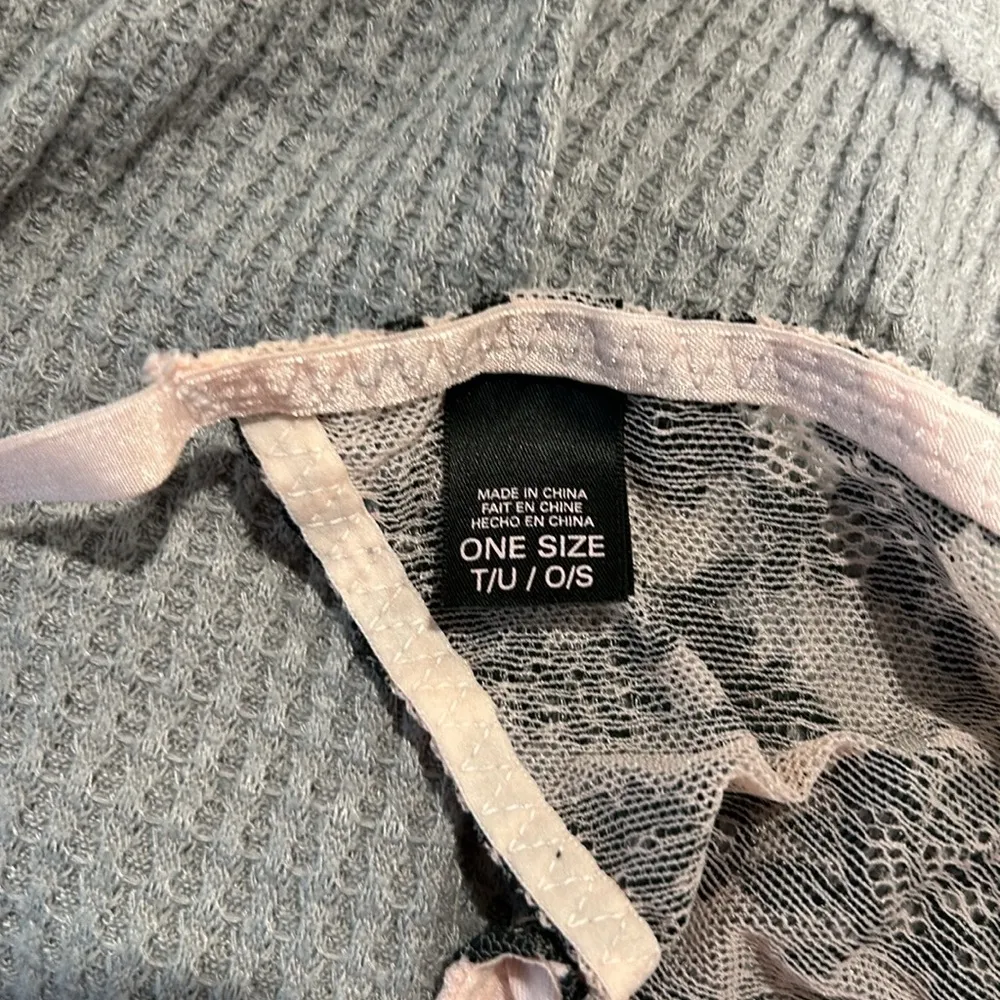 MADE IN CHINA
FAIT EN CHINE
HECHO EN CHINA
ONE SIZE
T/U / O/S